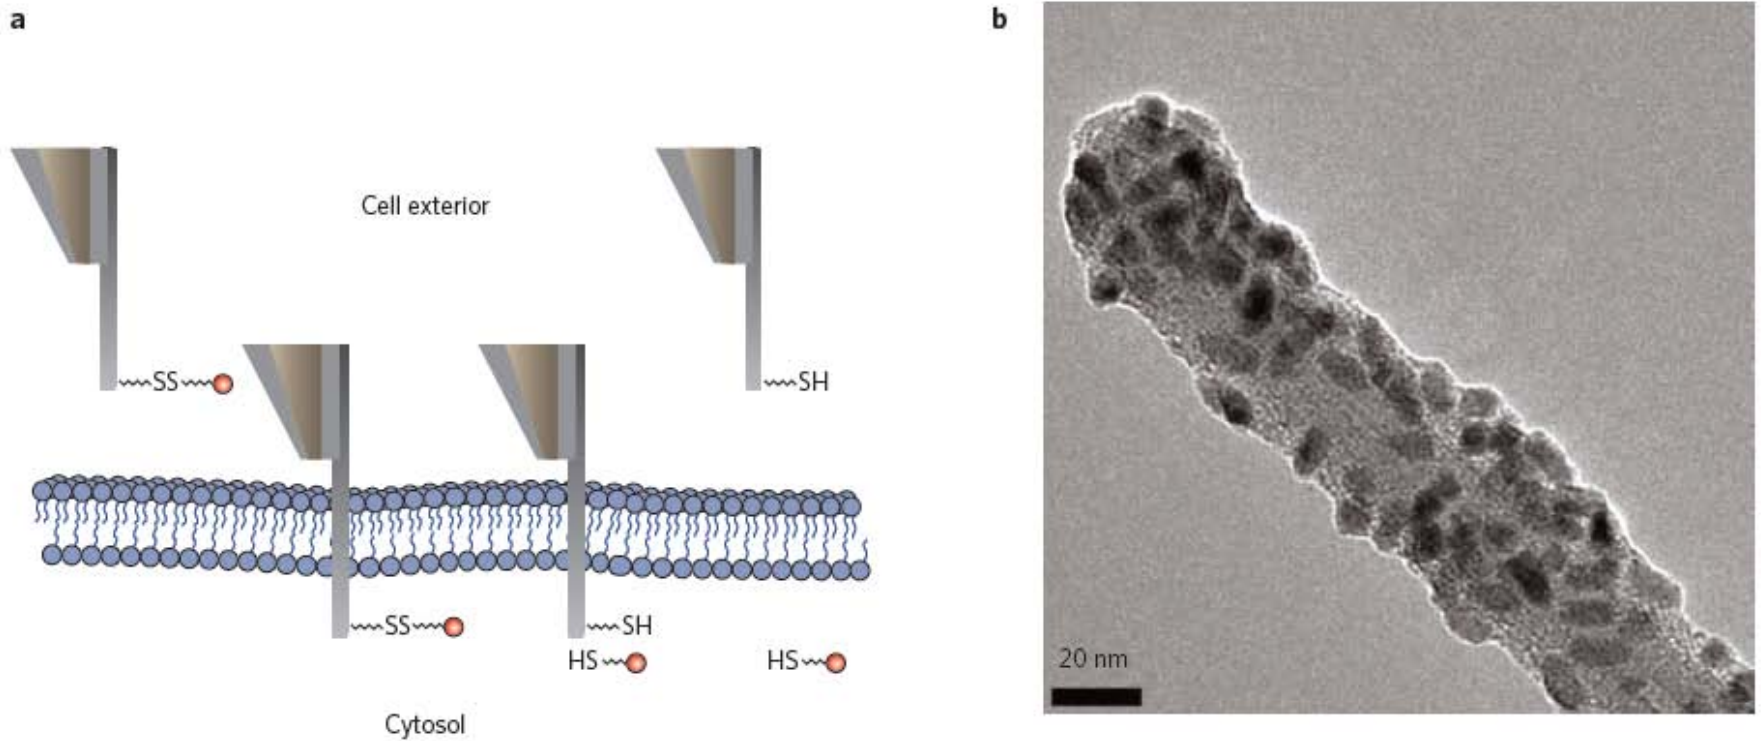 a
Cell exterior
SS
SH
SS
SH
HS
HS
Cytosol
b
20 nm